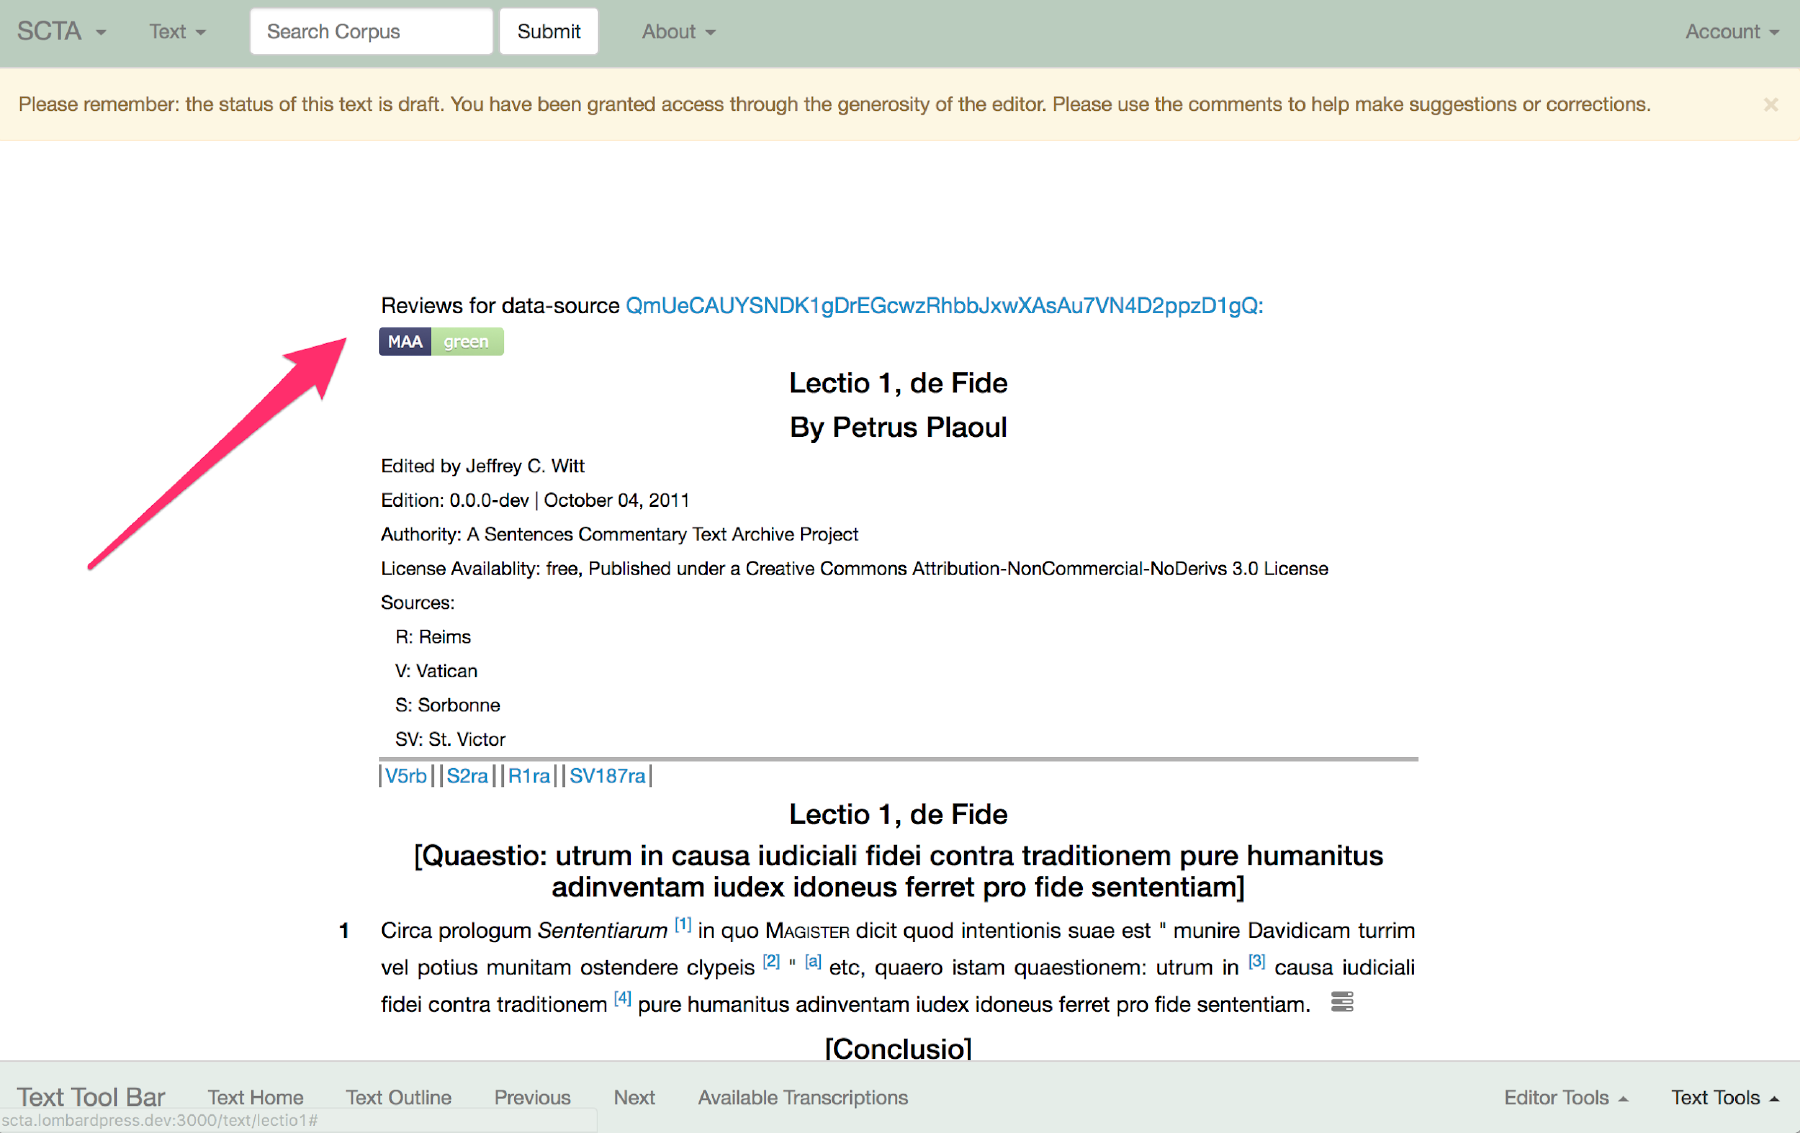 SCTA Text Search Corpus Submit About Account
Please remember: the status of this text is draft. You have been granted access through the generosity of the editor. Please use the comments to help make suggestions or corrections. ×
Reviews for data-source QmUeCAUYSNDK1gDrEGcwzRhbbJxwXAsAu7VN4D2ppzD1gQ:
MAA green
Lectio 1, de Fide
By Petrus Plaoul
Edited by Jeffrey C. Witt
Edition: 0.0.0-dev | October 04, 2011
Authority: A Sentences Commentary Text Archive Project
License Availablity: free, Published under a Creative Commons Attribution-NonCommercial-NoDerivs 3.0 License
Sources:
R: Reims
V: Vatican
S: Sorbonne
SV: St. Victor
|V5rb||S2ra||R1ra||SV187ra|
Lectio 1, de Fide
[Quaestio: utrum in causa iudiciali fidei contra traditionem pure humanitus
adinventam iudex idoneus ferret pro fide sententiam]
1 Circa prologum Sententiarum [1] in quo MAGISTER dicit quod intentionis suae est " munire Davidicam turrim
vel potius munitam ostendere clypeis [2] " [a] etc, quaero istam quaestionem: utrum in [3] causa iudiciali
fidei contra traditionem [4] pure humanitus adinventam iudex idoneus ferret pro fide sententiam.
[Conclusio]
Text Tool Bar Text Home Text Outline Previous Next Available Transcriptions Editor Tools Text Tools
scta.lombardpress.dev:3000/text/lectio1#